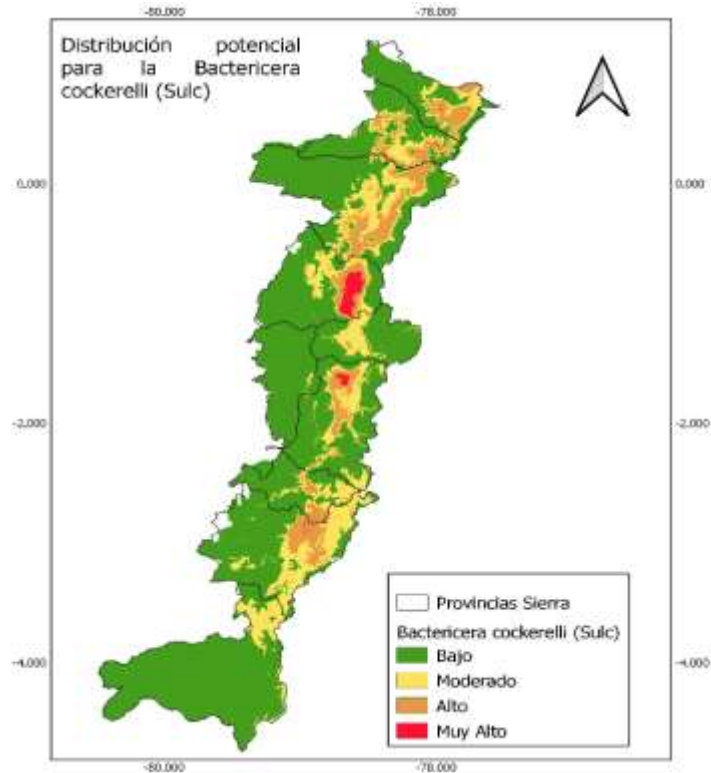 -80.000
-78.000
Distribución potencial
para la Bactericera
cockerelli (Sulc)
0.000
0.000
-2.000
-2.000
-4.000
-4.000
Provincias Sierra
Bactericera cockerelli (Sulc)
Bajo
Moderado
Alto
Muy Alto
-80.000
-78.000